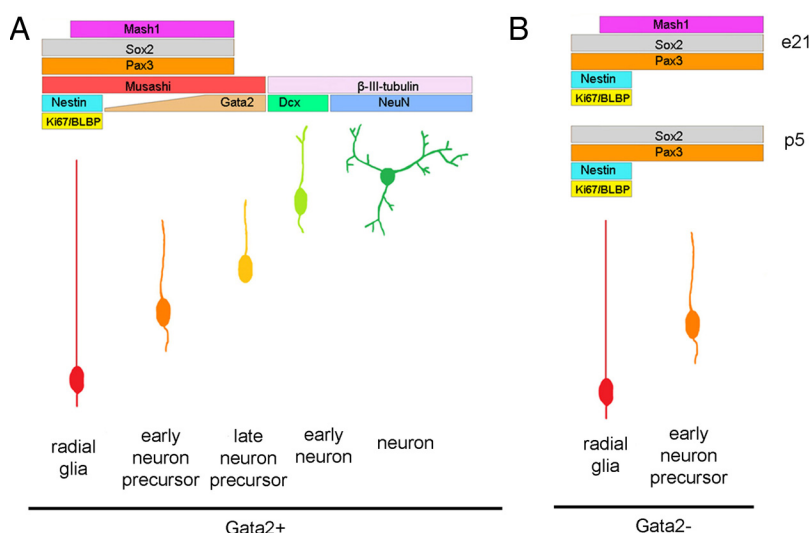 A
Mash1
Sox2
Pax3
Musashi
β-III-tubulin
Nestin
Gata2
Dcx
NeuN
Ki67/BLBP
radial
glia
early
neuron
precursor
late
neuron
precursor
early
neuron
neuron
Gata2+
B
Mash1
e21
Sox2
Pax3
Nestin
Ki67/BLBP
Sox2
p5
Pax3
Nestin
Ki67/BLBP
radial
glia
early
neuron
precursor
Gata2-